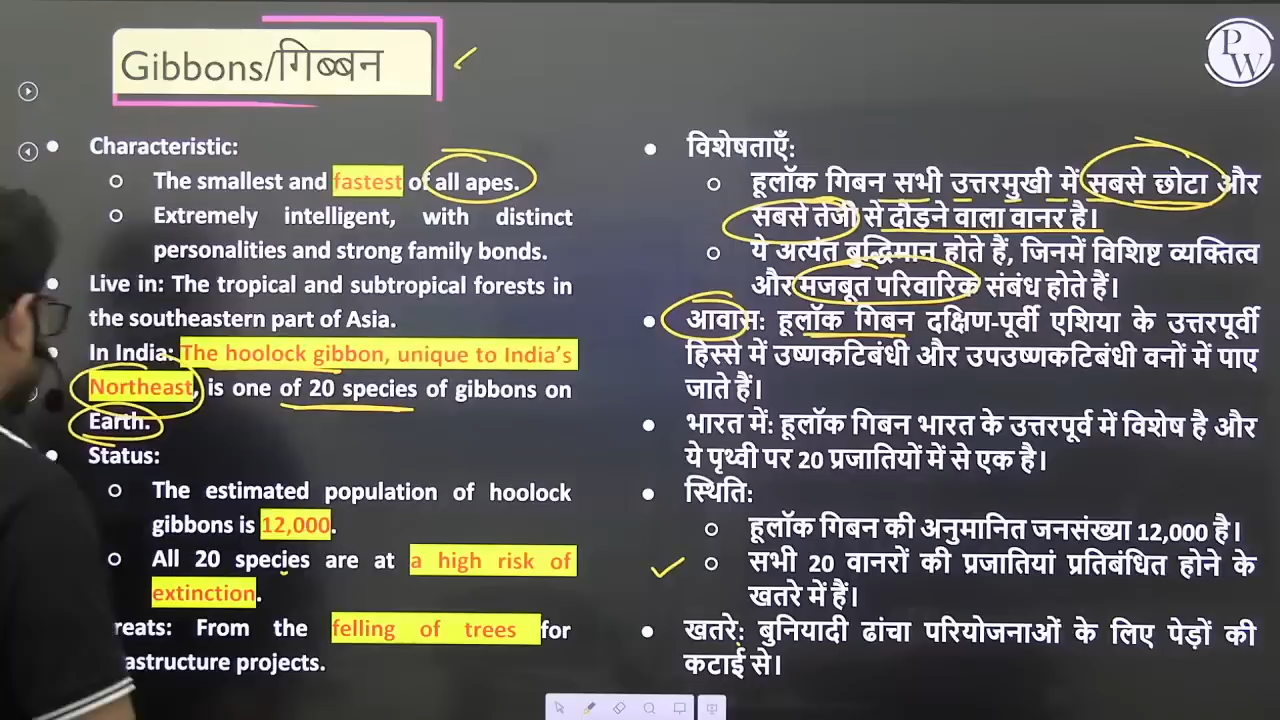 Gibbons/गिब्बन
PW
Characteristic:
The smallest and fastest of all apes.
Extremely intelligent, with distinct
personalities and strong family bonds.
Live in: The tropical and subtropical forests in
the southeastern part of Asia.
In India: The hoolock gibbon, unique to India's
Northeast, is one of 20 species of gibbons on
Earth.
Status:
The estimated population of hoolock
gibbons is 12,000.
All 20 species are at a high risk of
extinction.
reats: From the felling of trees for
astructure projects.
विशेषताएँ:
हूलॉक गिबन सभी उत्तरमुखी में सबसे छोटा और
सबसे तेजी से दौड़ने वाला वानर है।
ये अत्यंत बुद्धिमान होते हैं, जिनमें विशिष्ट व्यक्तित्व
और मजबूत परिवारिक संबंध होते हैं।
आवास: हूलॉक गिबन दक्षिण-पूर्वी एशिया के उत्तरपूर्वी
हिस्से में उष्णकटिबंधी और उपउष्णकटिबंधी वनों में पाए
जाते हैं।
भारत में: हूलॉक गिबन भारत के उत्तरपूर्व में विशेष है और
ये पृथ्वी पर 20 प्रजातियों में से एक है।
स्थिति:
हूलॉक गिबन की अनुमानित जनसंख्या 12,000 है।
सभी 20 वानरों की प्रजातियां प्रतिबंधित होने के
खतरे में हैं।
खतरे: बुनियादी ढांचा परियोजनाओं के लिए पेड़ों की
कटाई से।